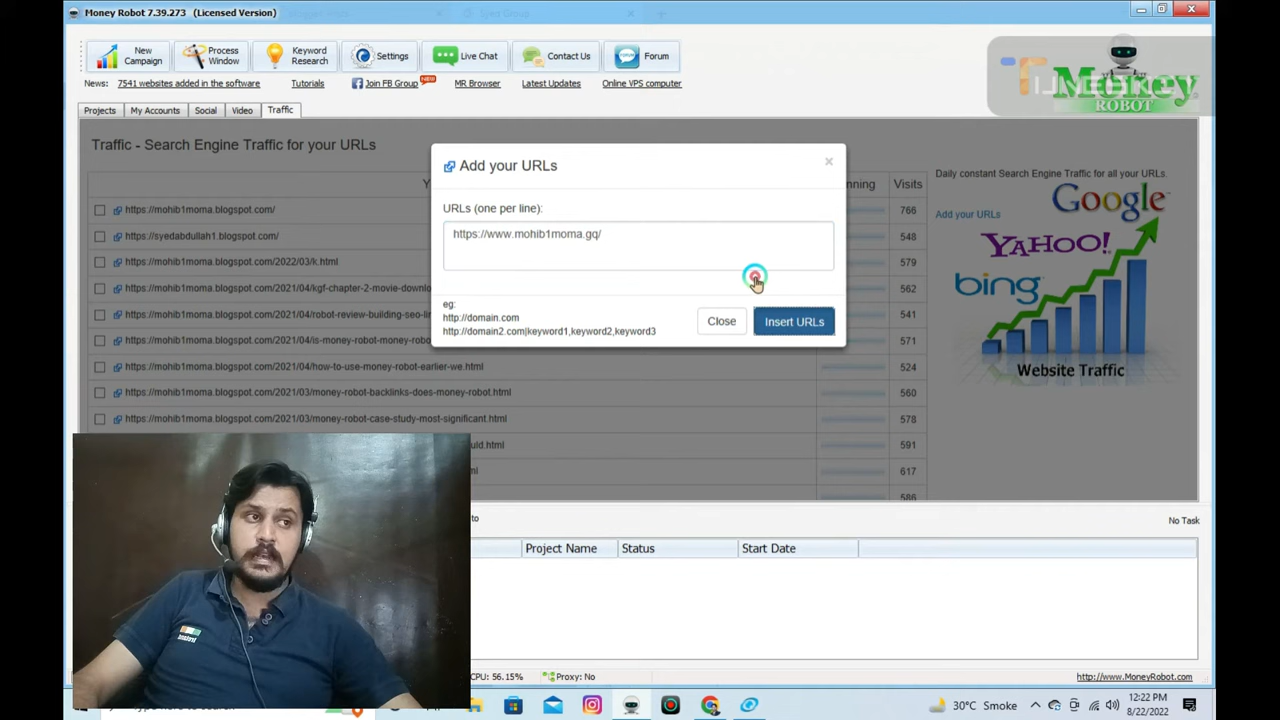 Money Robot 7.39.273 (Licensed Version)
New Campaign
Process Window
Keyword Research
Settings
Live Chat
Contact Us
Forum
News:
7541 websites added in the software
Tutorials
Join FB Group
NEW
MR Browser
Latest Updates
Online VPS computer
Money
ROBOT
Projects
My Accounts
Social
Video
Traffic
Traffic - Search Engine Traffic for your URLs
Visits
https://mohib1moma.blogspot.com/
766
https://syedabdullah1.blogspot.com/
548
https://mohib1moma.blogspot.com/2022/03/k.html
579
https://mohib1moma.blogspot.com/2021/04/kgf-chapter-2-movie-downlo
562
https://mohib1moma.blogspot.com/2021/04/robot-review-building-seo-lin
541
https://mohib1moma.blogspot.com/2021/04/is-money-robot-money-robo
571
https://mohib1moma.blogspot.com/2021/04/how-to-use-money-robot-earlier-we.html
524
https://mohib1moma.blogspot.com/2021/03/money-robot-backlinks-does-money-robot.html
560
https://mohib1moma.blogspot.com/2021/03/money-robot-case-study-most-significant.html
578
uld.html
591
ml
617
586
Add your URLs
×
URLs (one per line):
https://www.mohib1moma.gq/
eg:
http://domain.com
http://domain2.com|keyword1,keyword2,keyword3
Close
Insert URLs
Daily constant Search Engine Traffic for all your URLs.
Add your URLs
Google
YAHOO!
bing
Website Traffic
to
No Task
Project Name
Status
Start Date
CPU: 56.15%
Proxy: No
http://www.MoneyRobot.com
30°C Smoke
12:22 PM
8/22/2022